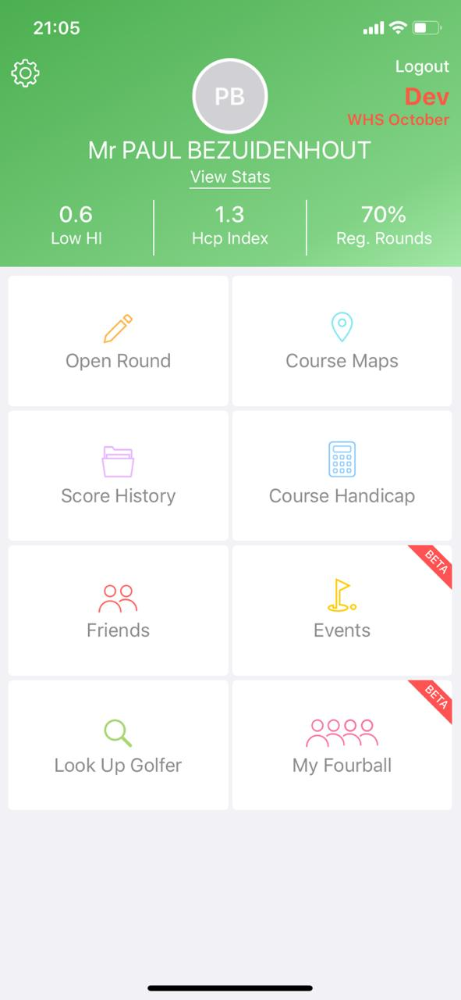 21:05
Logout
PB
Dev
WHS October
Mr PAUL BEZUIDENHOUT
View Stats
0.6 1.3 70%
Low HI Hcp Index Reg. Rounds
Open Round Course Maps
Score History Course Handicap
BETA
Friends Events
BETA
Look Up Golfer My Fourball